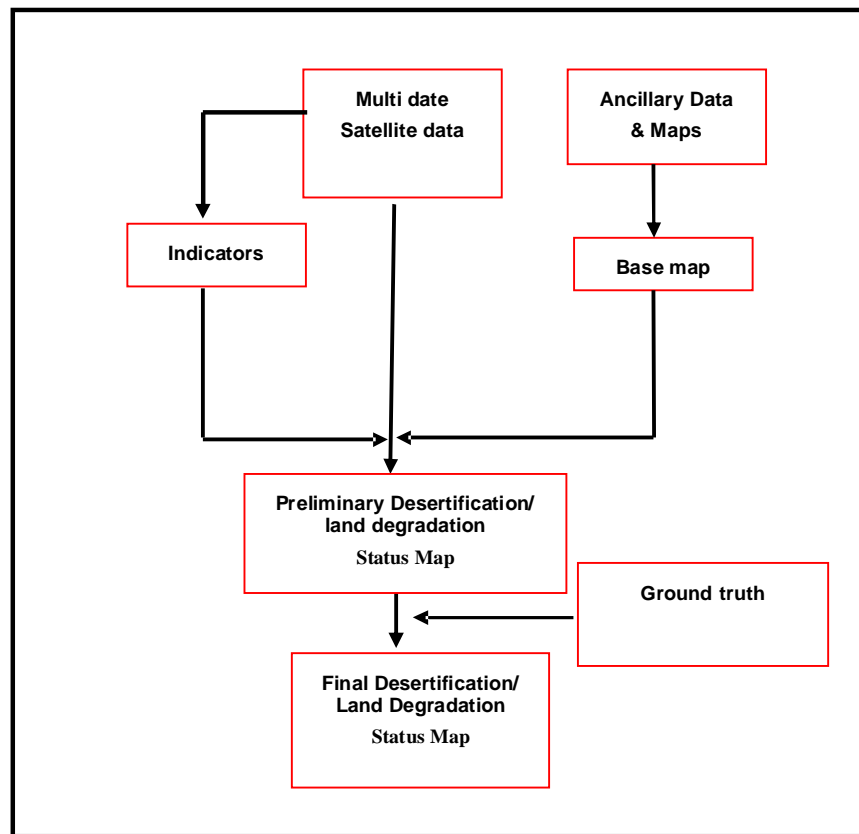 Multi date
Satellite data
Ancillary Data
& Maps
Indicators
Base map
Preliminary Desertification/
land degradation
Status Map
Ground truth
Final Desertification/
Land Degradation
Status Map